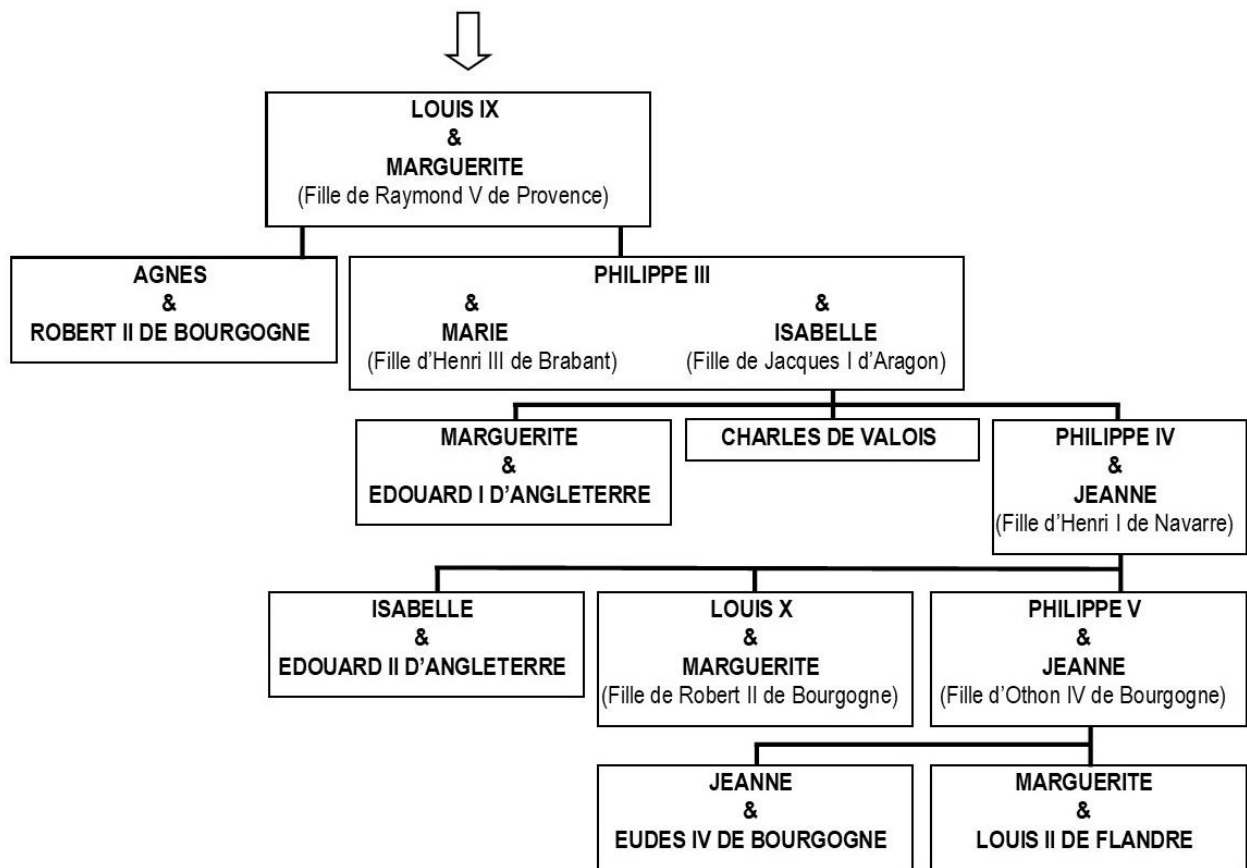 LOUIS IX
&
MARGUERITE
(Fille de Raymond V de Provence)
AGNES
&
ROBERT II DE BOURGOGNE
PHILIPPE III
&
MARIE
(Fille d'Henri III de Brabant)
&
ISABELLE
(Fille de Jacques I d'Aragon)
MARGUERITE
&
EDOUARD I D'ANGLETERRE
CHARLES DE VALOIS
PHILIPPE IV
&
JEANNE
(Fille d'Henri I de Navarre)
ISABELLE
&
EDOUARD II D'ANGLETERRE
LOUIS X
&
MARGUERITE
(Fille de Robert II de Bourgogne)
PHILIPPE V
&
JEANNE
(Fille d'Othon IV de Bourgogne)
JEANNE
&
EUDES IV DE BOURGOGNE
MARGUERITE
&
LOUIS II DE FLANDRE